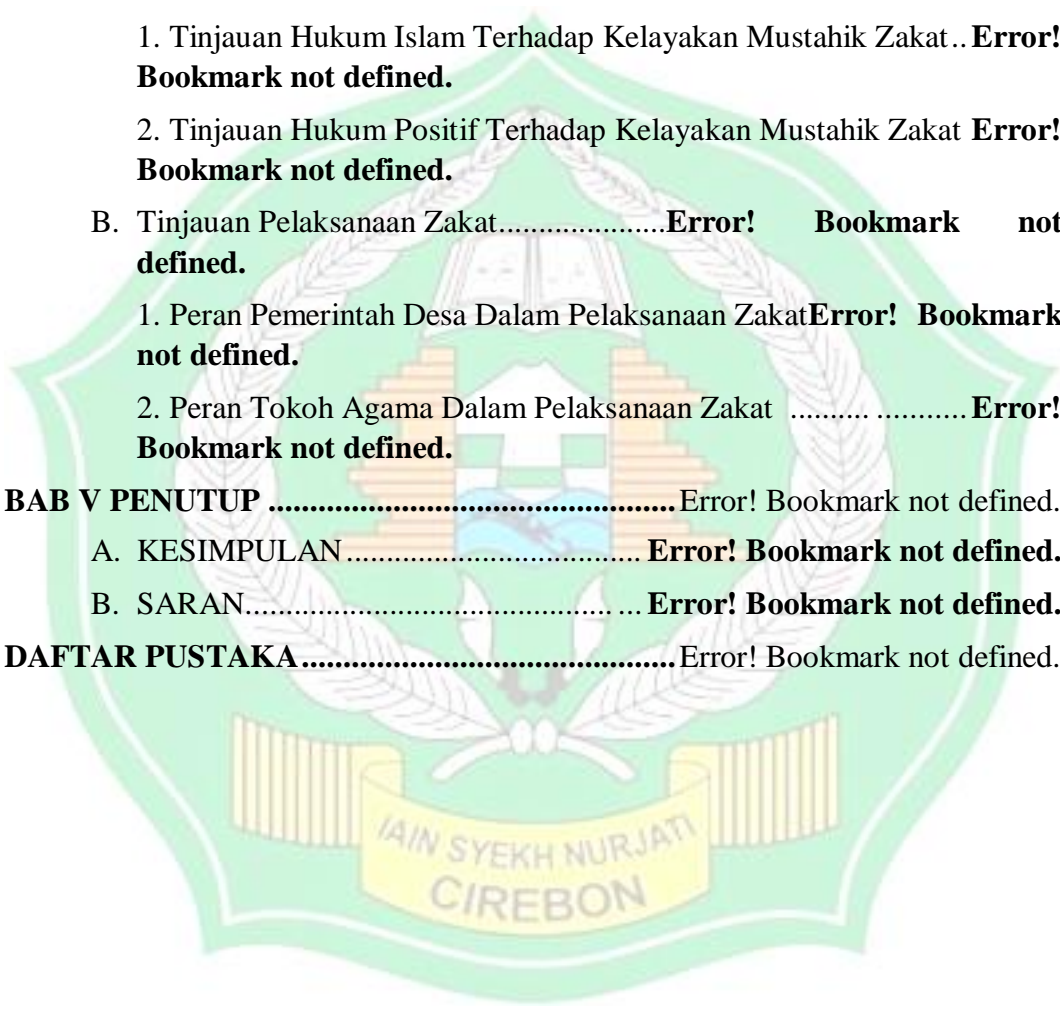 1. Tinjauan Hukum Islam Terhadap Kelayakan Mustahik Zakat.. Error!
Bookmark not defined.
2. Tinjauan Hukum Positif Terhadap Kelayakan Mustahik Zakat Error!
Bookmark not defined.
B. Tinjauan Pelaksanaan Zakat.....................Error! Bookmark not
defined.
1. Peran Pemerintah Desa Dalam Pelaksanaan ZakatError! Bookmark
not defined.
2. Peran Tokoh Agama Dalam Pelaksanaan Zakat .......... ........... Error!
Bookmark not defined.
BAB V PENUTUP ....................................................Error! Bookmark not defined.
A. KESIMPULAN..................................... Error! Bookmark not defined.
B. SARAN.............................................. ... Error! Bookmark not defined.
DAFTAR PUSTAKA................................................Error! Bookmark not defined.
IAIN SYEKH NURJATI
CIREBON